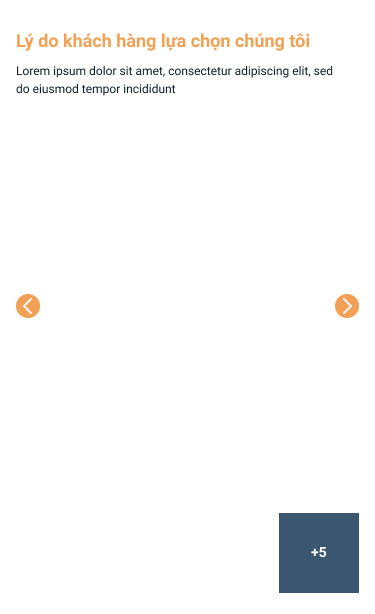 Lý do khách hàng lựa chọn chúng tôi
Lorem ipsum dolor sit amet, consectetur adipiscing elit, sed
do eiusmod tempor incididunt
+5